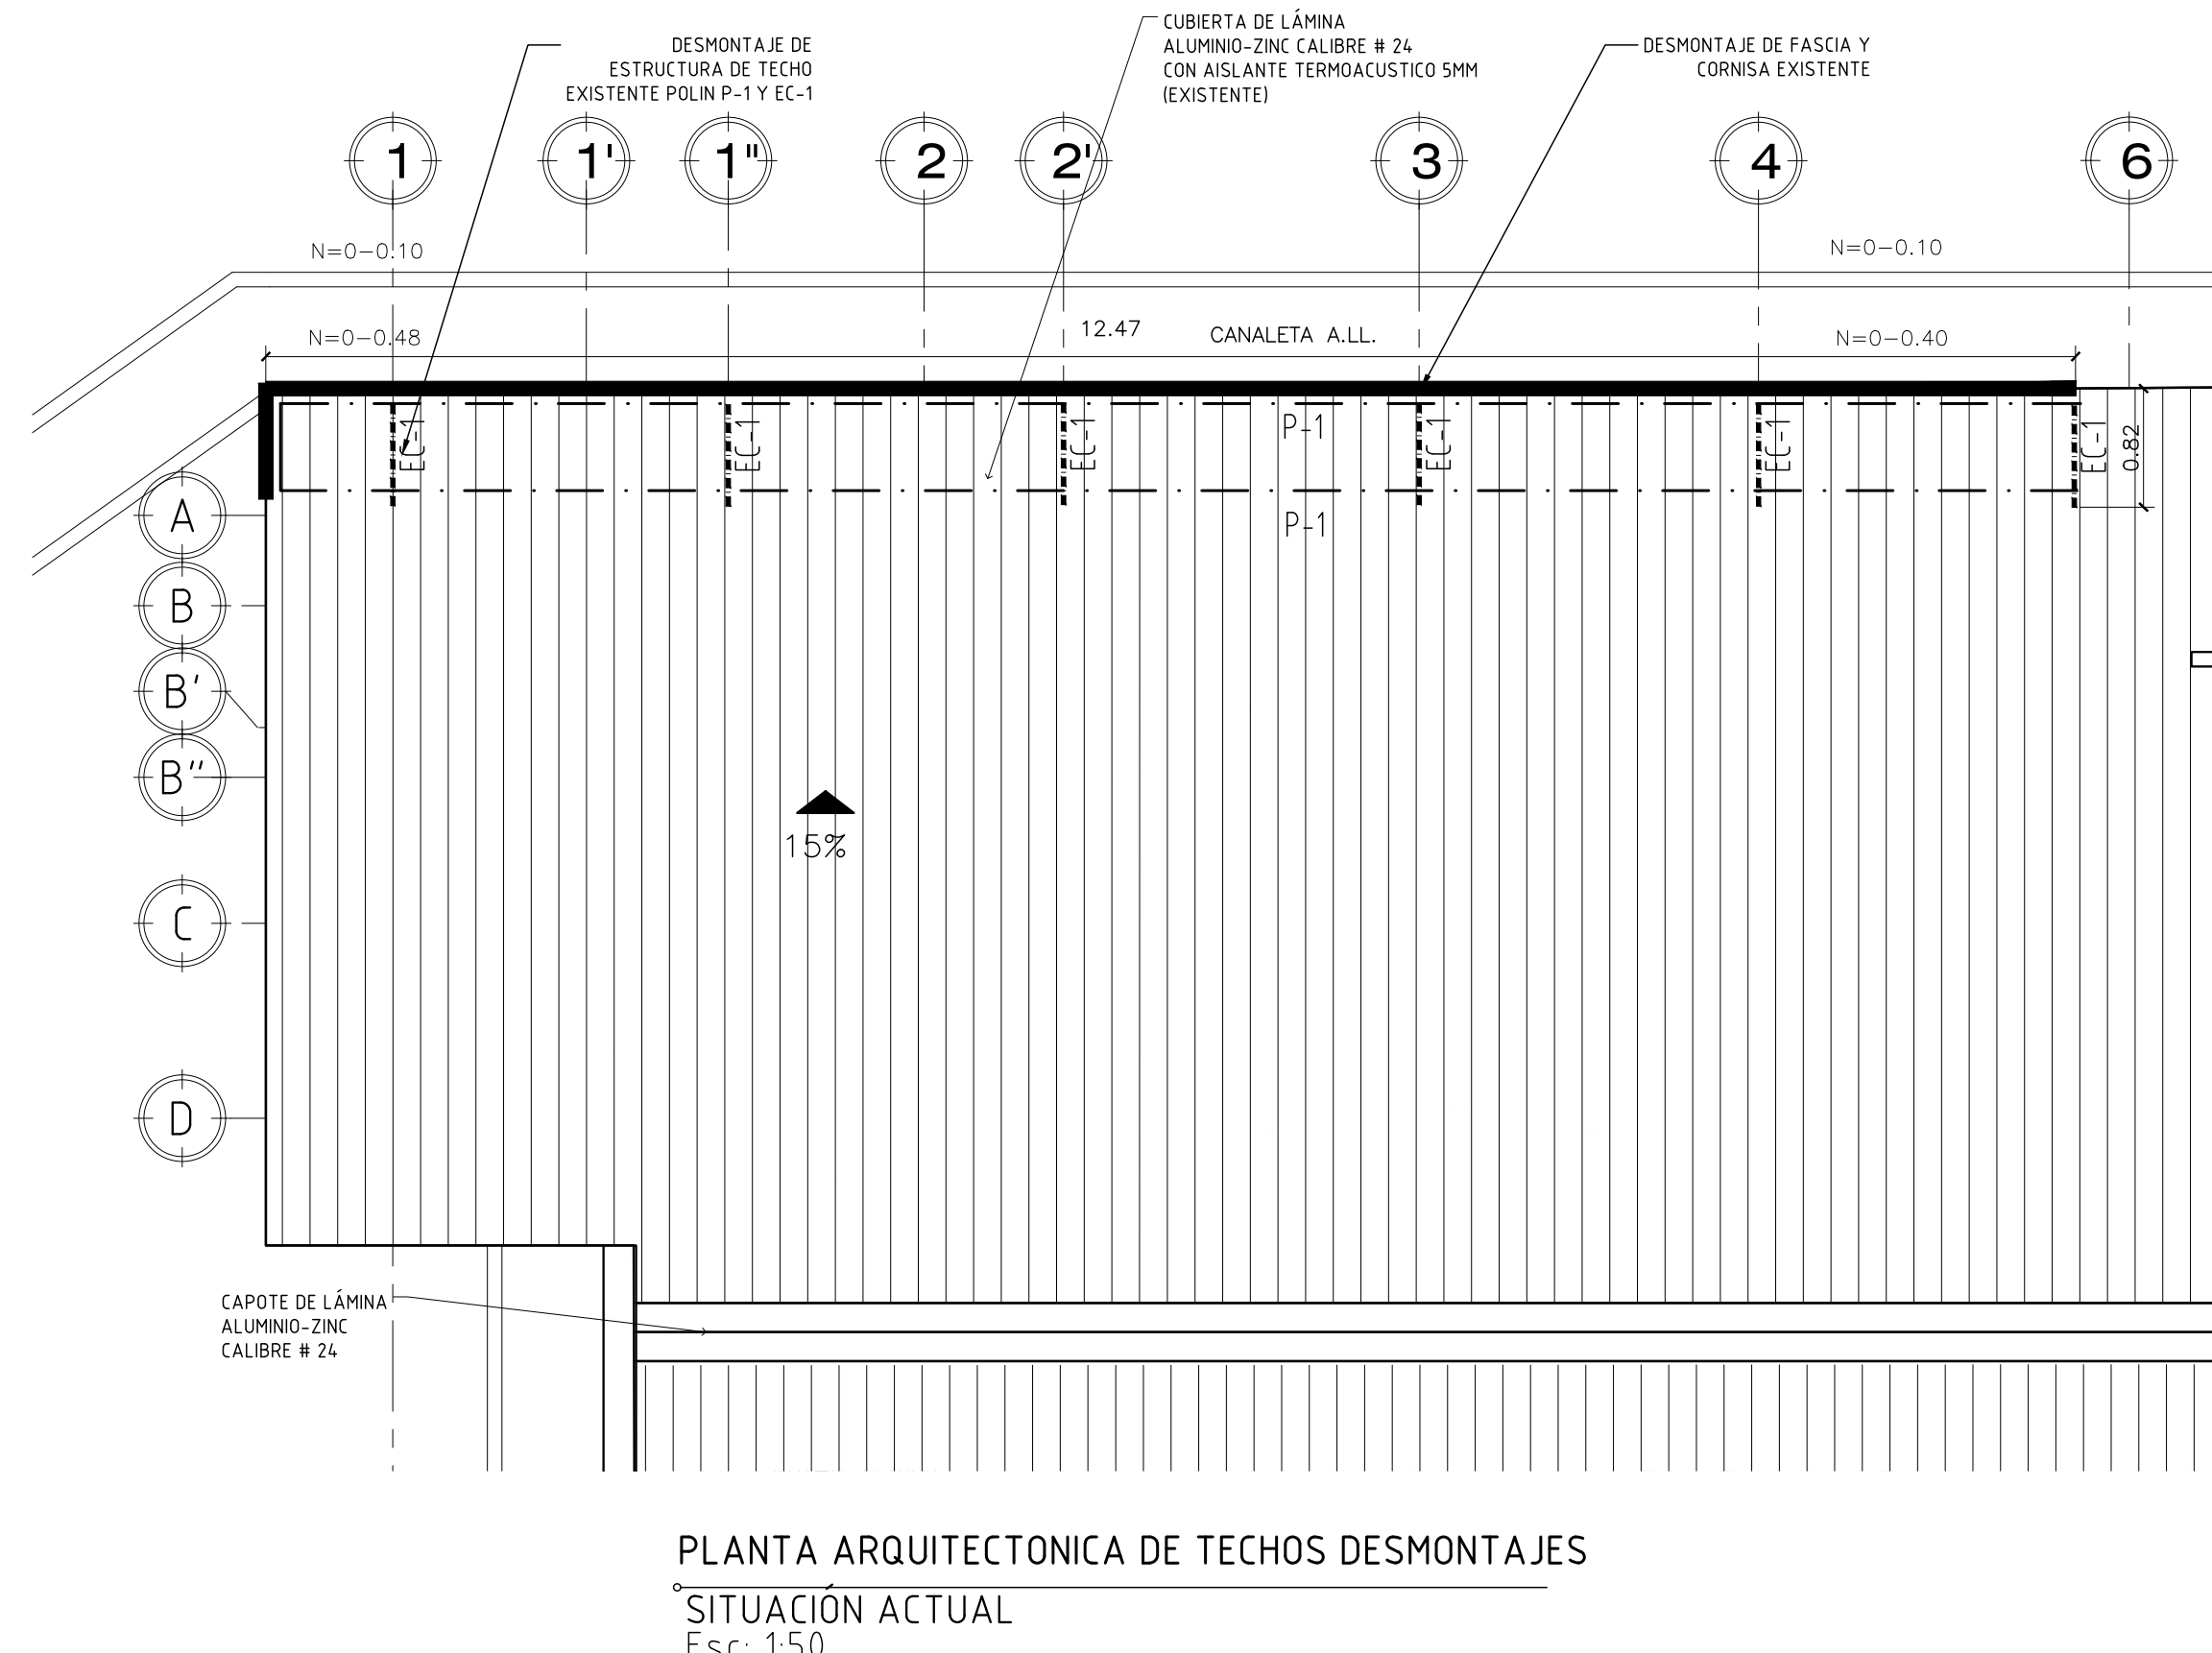 DESMONTAJE DE
ESTRUCTURA DE TECHO
EXISTENTE POLIN P-1 Y EC-1
CUBIERTA DE LÁMINA
ALUMINIO-ZINC CALIBRE # 24
CON AISLANTE TERMOACUSTICO 5MM
(EXISTENTE)
DESMONTAJE DE FASCIA Y
CORNISA EXISTENTE
1 1' 1" 2 2' 3 4 6
N=0-0.10
N=0-0.10
N=0-0.48
12.47
CANALETA A.LL.
N=0-0.40
EC-1
EC-1
EC-1
P-1
EC-1
EC-1
EC-1
0.82
P-1
A
B
B'
B"
15%
C
D
CAPOTE DE LÁMINA
ALUMINIO-ZINC
CALIBRE # 24
PLANTA ARQUITECTONICA DE TECHOS DESMONTAJES
SITUACIÓN ACTUAL
Esc: 1:50